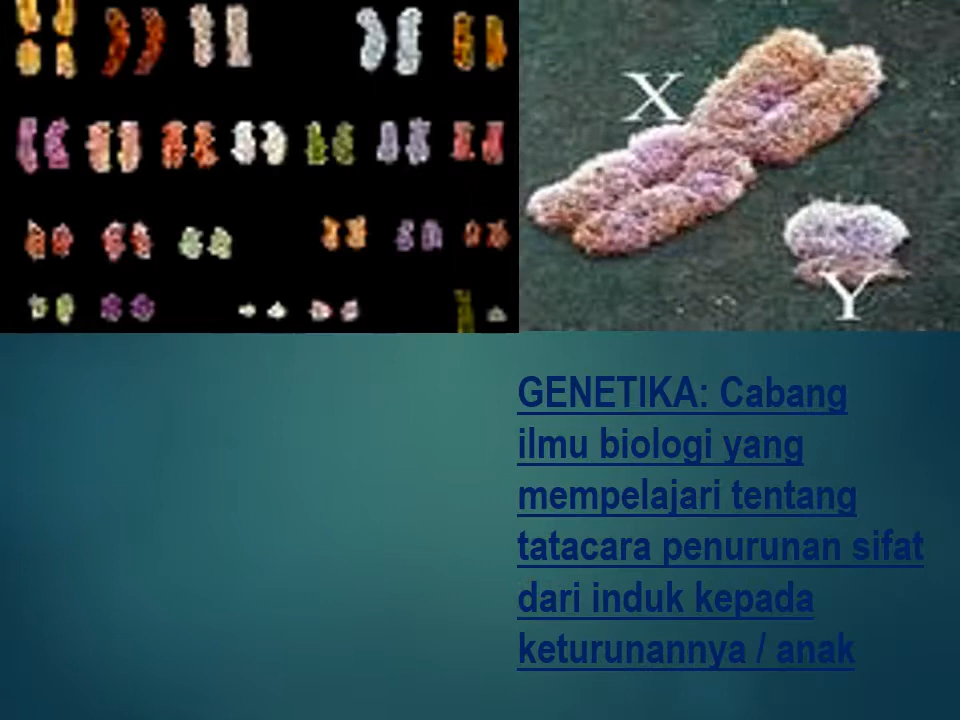 X
Y
GENETIKA: Cabang
ilmu biologi yang
mempelajari tentang
tatacara penurunan sifat
dari induk kepada
keturunannya / anak